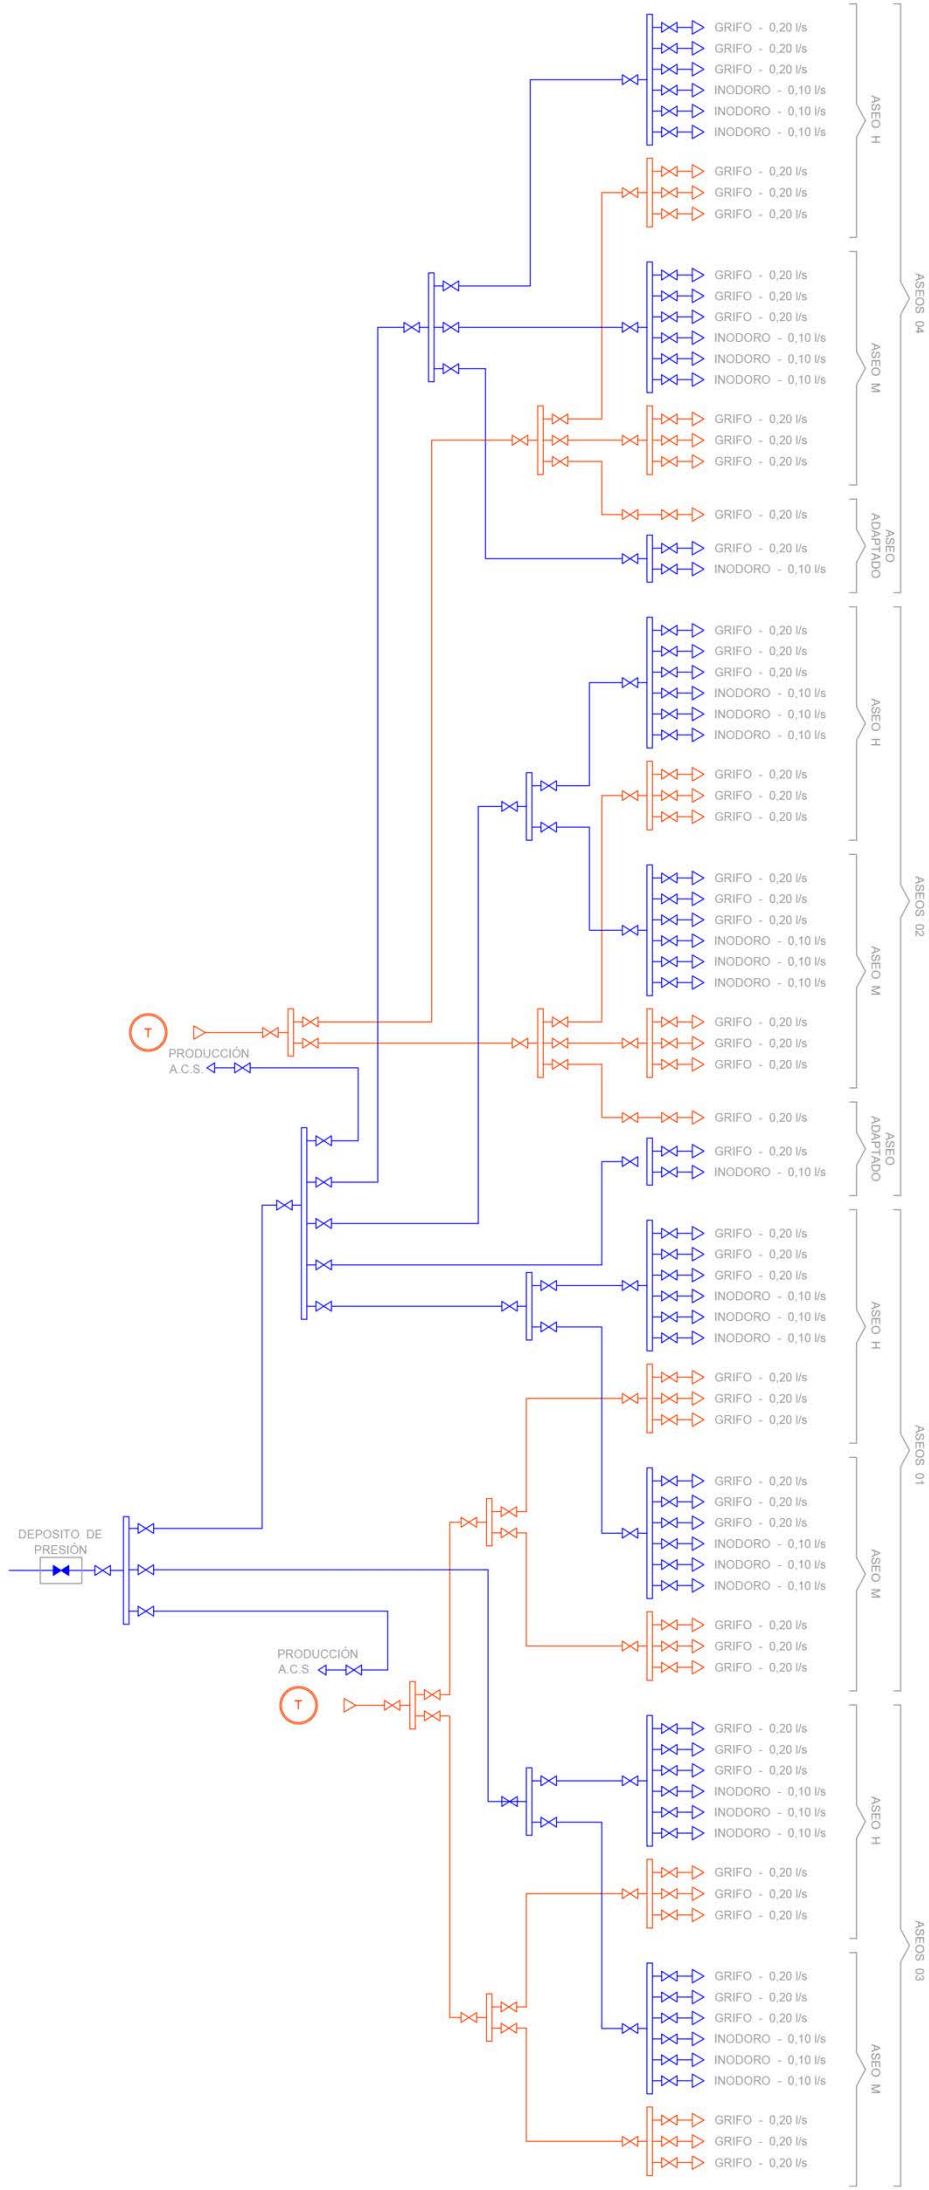 GRIFO - 0,20 l/s
GRIFO - 0,20 l/s
GRIFO - 0,20 l/s
INODORO - 0,10 l/s
INODORO - 0,10 l/s
INODORO - 0,10 l/s
ASEO H
GRIFO - 0,20 l/s
GRIFO - 0,20 l/s
GRIFO - 0,20 l/s
GRIFO - 0,20 l/s
GRIFO - 0,20 l/s
GRIFO - 0,20 l/s
INODORO - 0,10 l/s
INODORO - 0,10 l/s
INODORO - 0,10 l/s
ASEO M
ASEOS 04
GRIFO - 0,20 l/s
GRIFO - 0,20 l/s
GRIFO - 0,20 l/s
GRIFO - 0,20 l/s
GRIFO - 0,20 l/s
INODORO - 0,10 l/s
ASEO
ADAPTADO
GRIFO - 0,20 l/s
GRIFO - 0,20 l/s
GRIFO - 0,20 l/s
INODORO - 0,10 l/s
INODORO - 0,10 l/s
INODORO - 0,10 l/s
ASEO H
GRIFO - 0,20 l/s
GRIFO - 0,20 l/s
GRIFO - 0,20 l/s
GRIFO - 0,20 l/s
GRIFO - 0,20 l/s
GRIFO - 0,20 l/s
INODORO - 0,10 l/s
INODORO - 0,10 l/s
INODORO - 0,10 l/s
ASEO M
ASEOS 02
GRIFO - 0,20 l/s
GRIFO - 0,20 l/s
GRIFO - 0,20 l/s
T
PRODUCCIÓN
A.C.S.
GRIFO - 0,20 l/s
GRIFO - 0,20 l/s
INODORO - 0,10 l/s
ASEO
ADAPTADO
GRIFO - 0,20 l/s
GRIFO - 0,20 l/s
GRIFO - 0,20 l/s
INODORO - 0,10 l/s
INODORO - 0,10 l/s
INODORO - 0,10 l/s
ASEO H
GRIFO - 0,20 l/s
GRIFO - 0,20 l/s
GRIFO - 0,20 l/s
ASEOS 01
GRIFO - 0,20 l/s
GRIFO - 0,20 l/s
GRIFO - 0,20 l/s
INODORO - 0,10 l/s
INODORO - 0,10 l/s
INODORO - 0,10 l/s
ASEO M
DEPOSITO DE
PRESIÓN
GRIFO - 0,20 l/s
GRIFO - 0,20 l/s
GRIFO - 0,20 l/s
PRODUCCIÓN
A.C.S
T
GRIFO - 0,20 l/s
GRIFO - 0,20 l/s
GRIFO - 0,20 l/s
INODORO - 0,10 l/s
INODORO - 0,10 l/s
INODORO - 0,10 l/s
ASEO H
GRIFO - 0,20 l/s
GRIFO - 0,20 l/s
GRIFO - 0,20 l/s
ASEOS 03
GRIFO - 0,20 l/s
GRIFO - 0,20 l/s
GRIFO - 0,20 l/s
INODORO - 0,10 l/s
INODORO - 0,10 l/s
INODORO - 0,10 l/s
ASEO M
GRIFO - 0,20 l/s
GRIFO - 0,20 l/s
GRIFO - 0,20 l/s